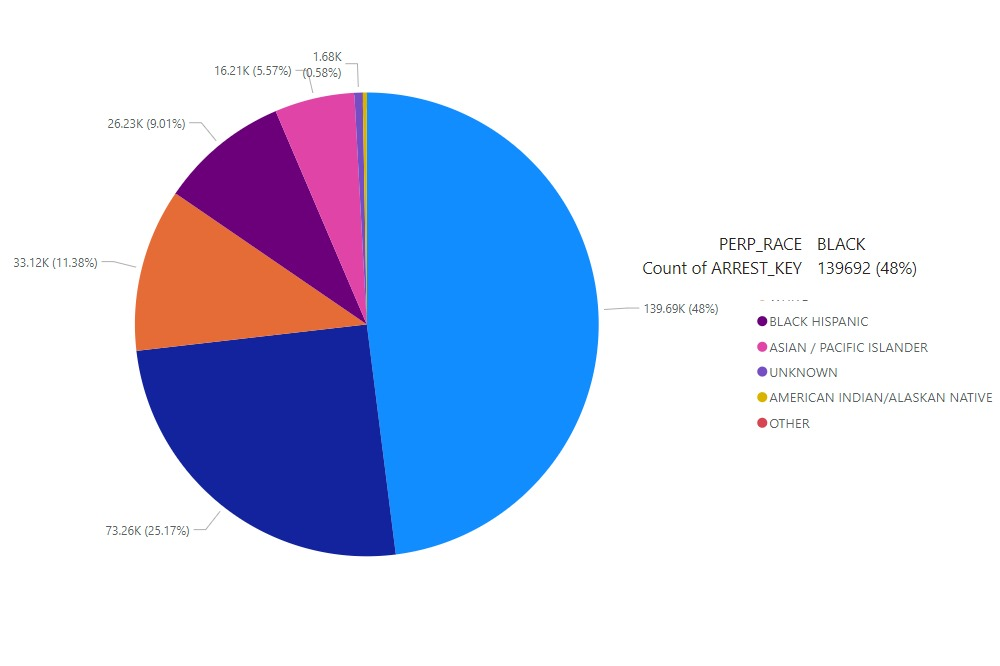 1.68K
(0.58%)
16.21K (5.57%)
26.23K (9.01%)
33.12K (11.38%)
73.26K (25.17%)
139.69K (48%)
PERP_RACE BLACK
Count of ARREST_KEY 139692 (48%)
BLACK HISPANIC
ASIAN / PACIFIC ISLANDER
UNKNOWN
AMERICAN INDIAN/ALASKAN NATIVE
OTHER